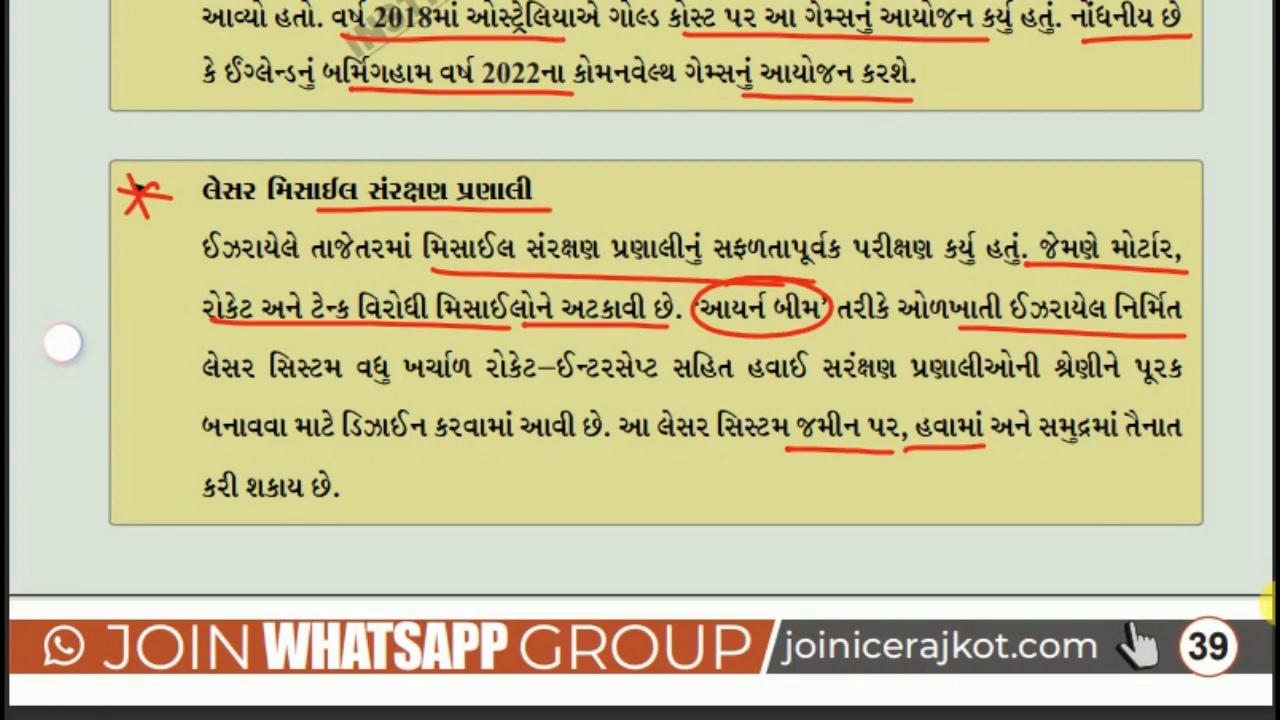 આવ્યો હતો. વર્ષ 2018માં ઓસ્ટ્રેલિયાએ ગોલ્ડ કોસ્ટ પર આ ગેમ્સનું આયોજન કર્યુ હતું. નોંધનીય છે
કે ઈંગ્લેન્ડનું બર્મિગહામ વર્ષ 2022ના કોમનવેલ્થ ગેમ્સનું આયોજન કરશે.
લેસર મિસાઈલ સંરક્ષણ પ્રણાલી
ઈઝરાયેલે તાજેતરમાં મિસાઈલ સંરક્ષણ પ્રણાલીનું સફળતાપૂર્વક પરીક્ષણ કર્યુ હતું. જેમણે મોર્ટાર,
રોકેટ અને ટેન્ક વિરોધી મિસાઈલોને અટકાવી છે. ‘આયર્ન બીમ’ તરીકે ઓળખાતી ઈઝરાયેલ નિર્મિત
લેસર સિસ્ટમ વધુ ખર્ચાળ રોકેટ–ઈન્ટરસેપ્ટ સહિત હવાઈ સરંક્ષણ પ્રણાલીઓની શ્રેણીને પૂરક
બનાવવા માટે ડિઝાઈન કરવામાં આવી છે. આ લેસર સિસ્ટમ જમીન પર, હવામાં અને સમુદ્રમાં તૈનાત
કરી શકાય છે.
JOIN WHATSAPP GROUP joinicerajkot.com 39